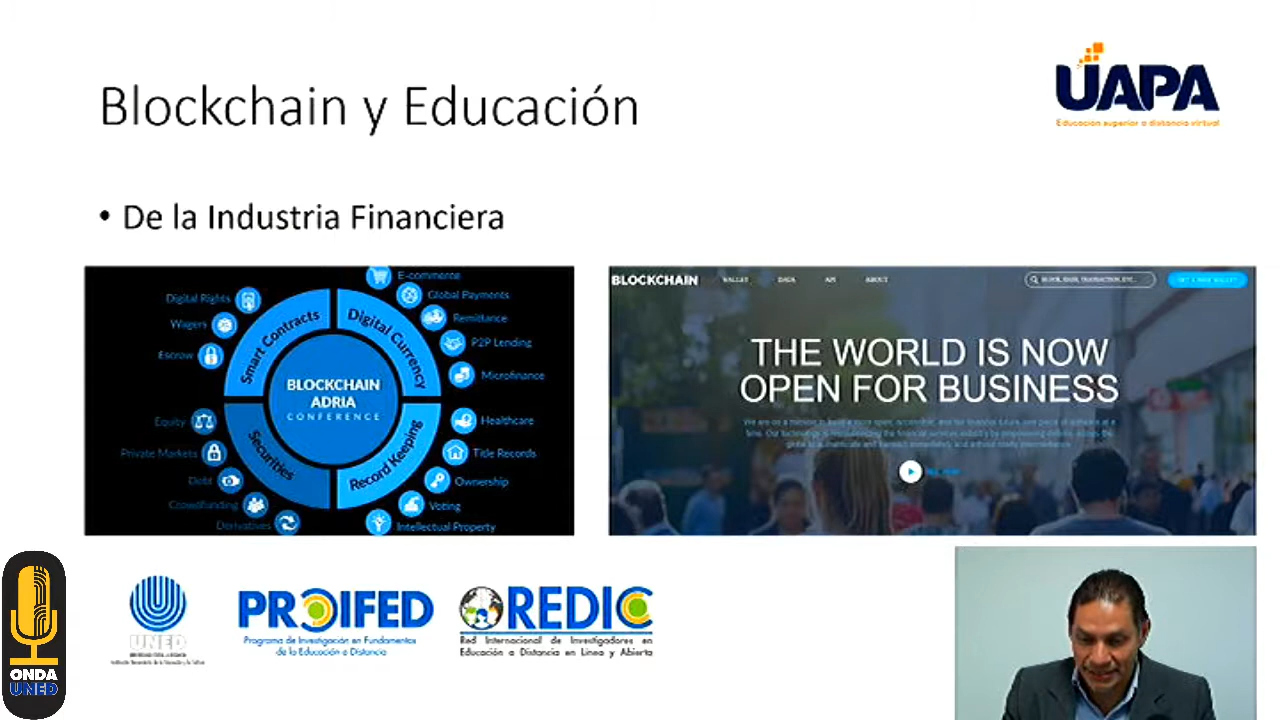 Blockchain y Educación
UAPA
Educación superior a distancia virtual
• De la Industria Financiera
E-commerce
Digital Rights
Global Payments
Wagers
Remittance
Escrow
P2P Lending
Microfinance
Smart Contracts
Digital Currency
BLOCKCHAIN
ADRIA
CONFERENCE
Securities
Record Keeping
Equity
Healthcare
Private Markets
Title Records
Debt
Ownership
Crowdfunding
Voting
Derivatives
Intellectual Property
BLOCKCHAIN
WALLET
DATA
API
ABOUT
THE WORLD IS NOW
OPEN FOR BUSINESS
UNED
PROIFED
Programa de Investigación en Fundamentos
de la Educación a Distancia
REDIC
Red Internacional de Investigadores en
Educación a Distancia en Línea y Abierta
ONDA
UNED